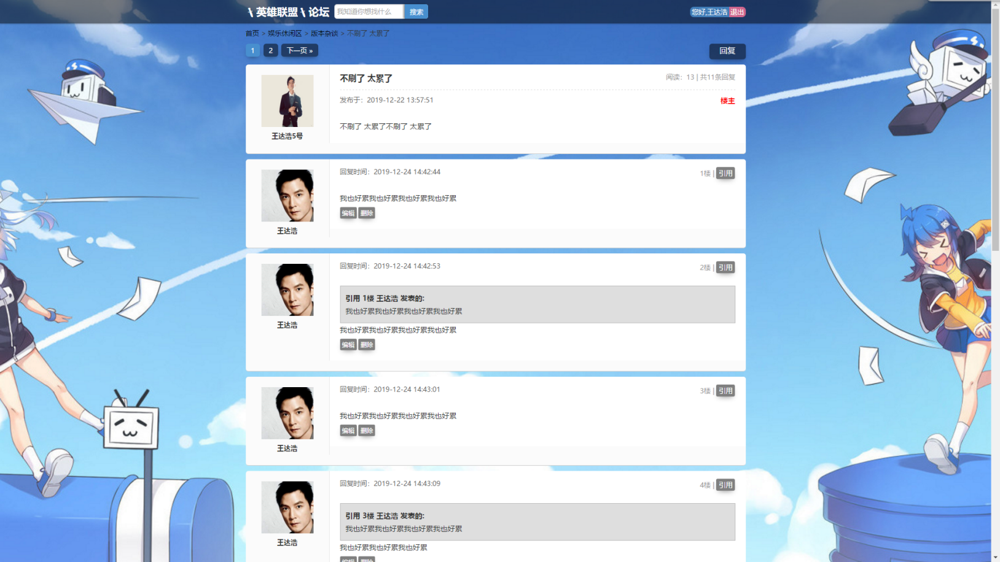 \ 英雄联盟 \ 论坛 我知道你想找什么 搜索 您好,王达浩 退出
首页 > 娱乐休闲区 > 版本杂谈 > 不刷了 太累了
1 2 下一页 » 回复
不刷了 太累了 阅读：13 | 共11条回复
发布于：2019-12-22 13:57:51 楼主
不刷了 太累了不刷了 太累了
王达浩5号
回复时间：2019-12-24 14:42:44 1楼 | 引用
我也好累我也好累我也好累我也好累
编辑 删除
王达浩
回复时间：2019-12-24 14:42:53 2楼 | 引用
引用 1楼 王达浩 发表的:
我也好累我也好累我也好累我也好累
王达浩
我也好累我也好累我也好累我也好累
编辑 删除
回复时间：2019-12-24 14:43:01 3楼 | 引用
我也好累我也好累我也好累我也好累
编辑 删除
王达浩
回复时间：2019-12-24 14:43:09 4楼 | 引用
引用 3楼 王达浩 发表的:
我也好累我也好累我也好累我也好累
王达浩
我也好累我也好累我也好累
编辑 删除